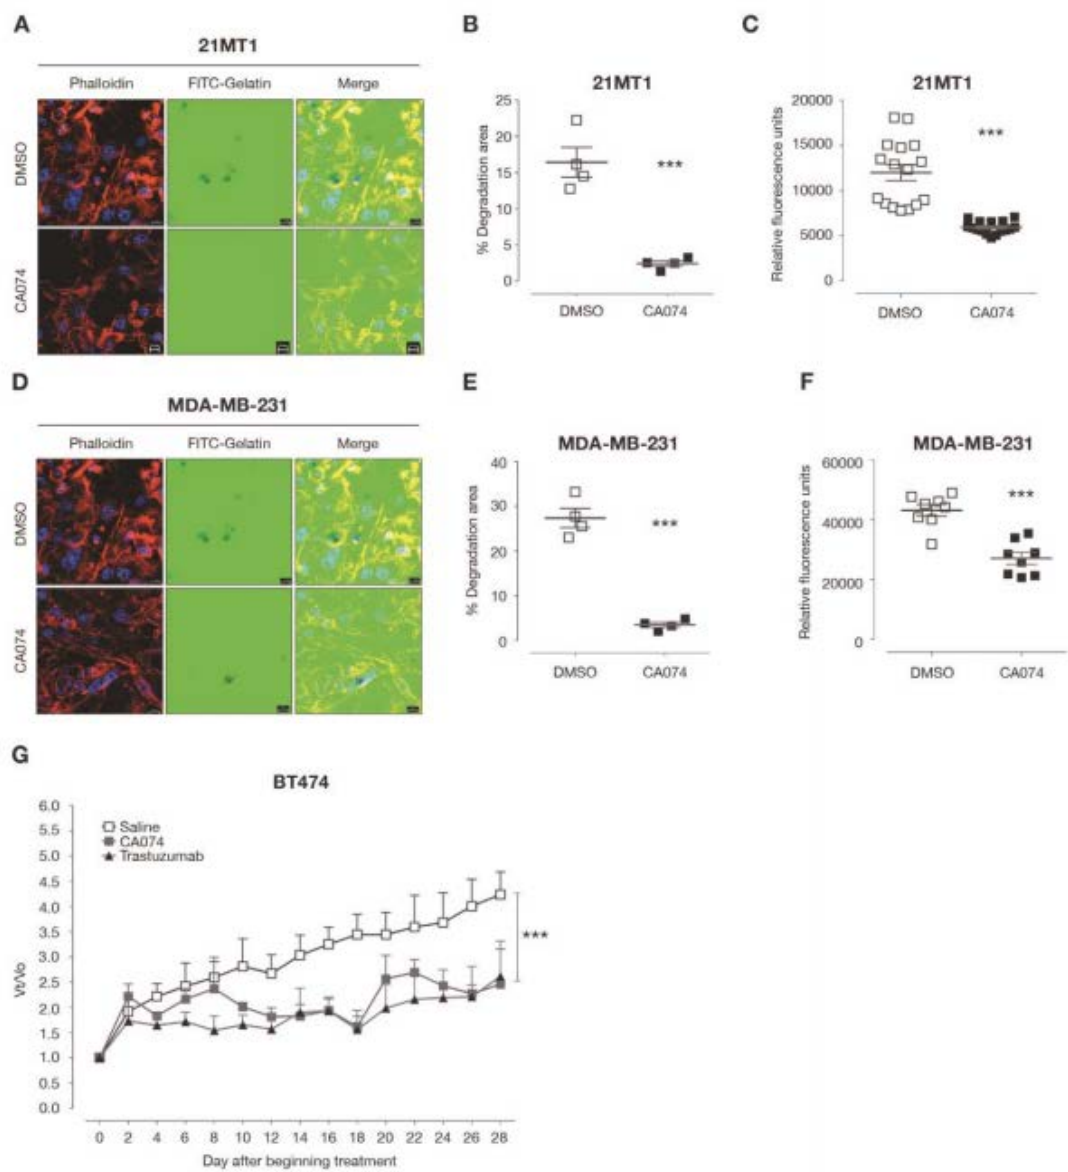 A
21MT1
Phalloidin FITC-Gelatin Merge
DMSO
CA074
B
21MT1
% Degradation area
25
20
15
10
5
0
***
DMSO CA074
C
21MT1
Relative fluorescence units
20000
15000
10000
5000
0
***
DMSO CA074
D
MDA-MB-231
Phalloidin FITC-Gelatin Merge
DMSO
CA074
E
MDA-MB-231
% Degradation area
40
30
20
10
0
***
DMSO CA074
F
MDA-MB-231
Relative fluorescence units
60000
40000
20000
0
***
DMSO CA074
G
BT474
Vt/Vo
6.0
5.5
5.0
4.5
4.0
3.5
3.0
2.5
2.0
1.5
1.0
0.5
0.0
Saline
CA074
Trastuzumab
***
0 2 4 6 8 10 12 14 16 18 20 22 24 26 28
Day after beginning treatment